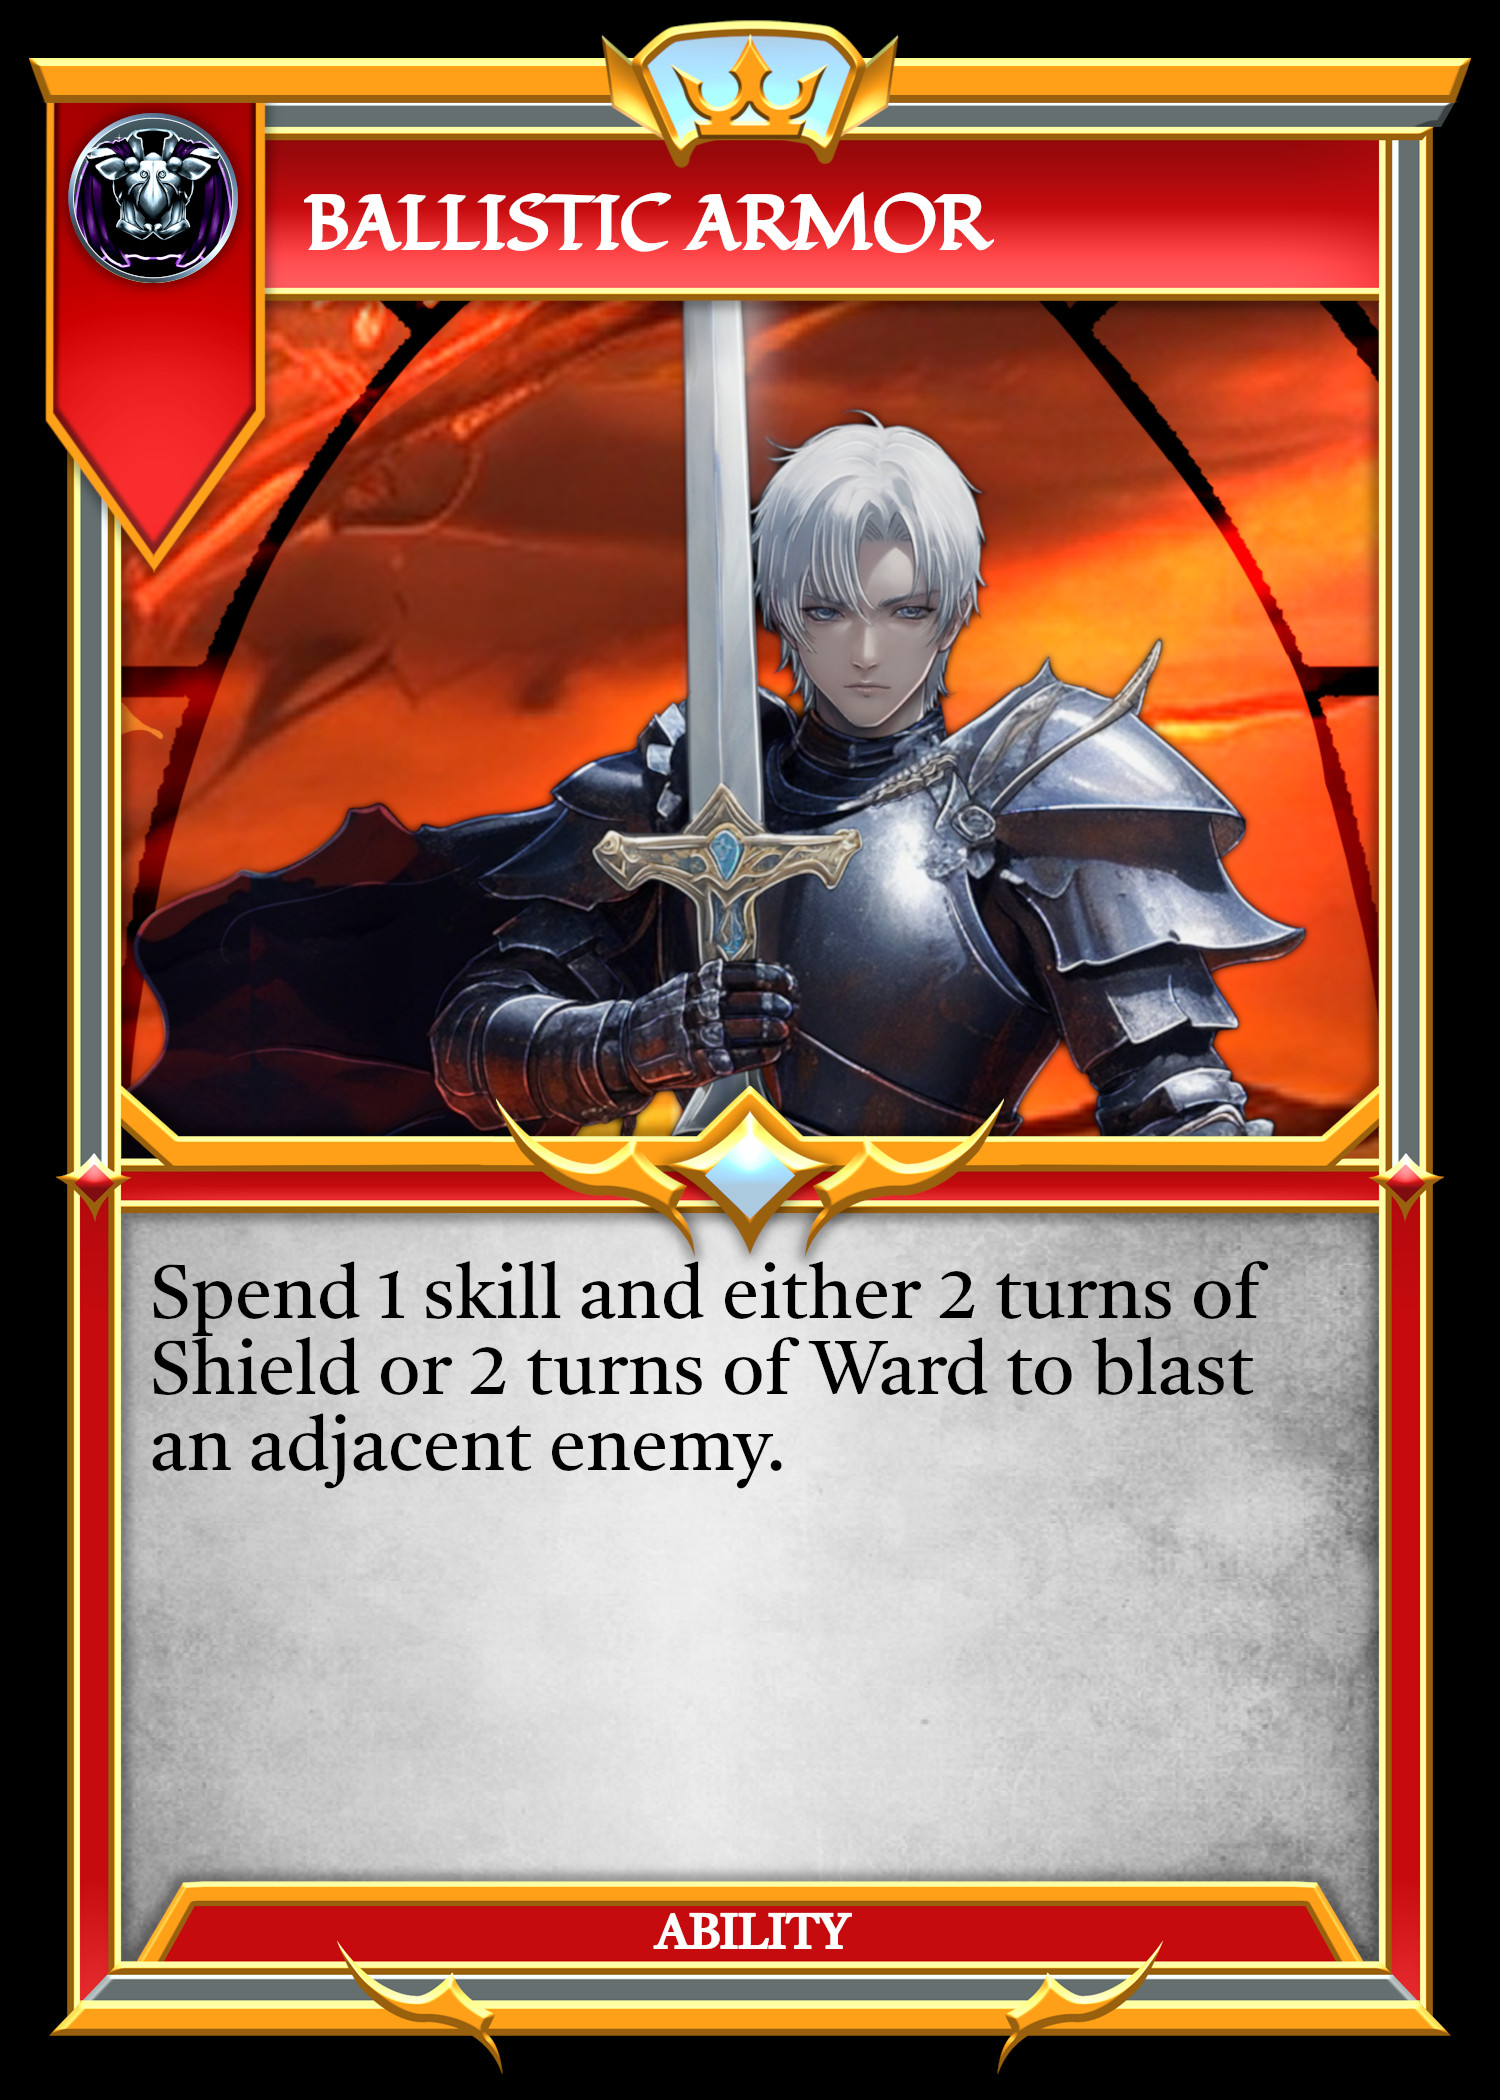 BALLISTIC ARMOR
Spend 1 skill and either 2 turns of
Shield or 2 turns of Ward to blast
an adjacent enemy.
ABILITY